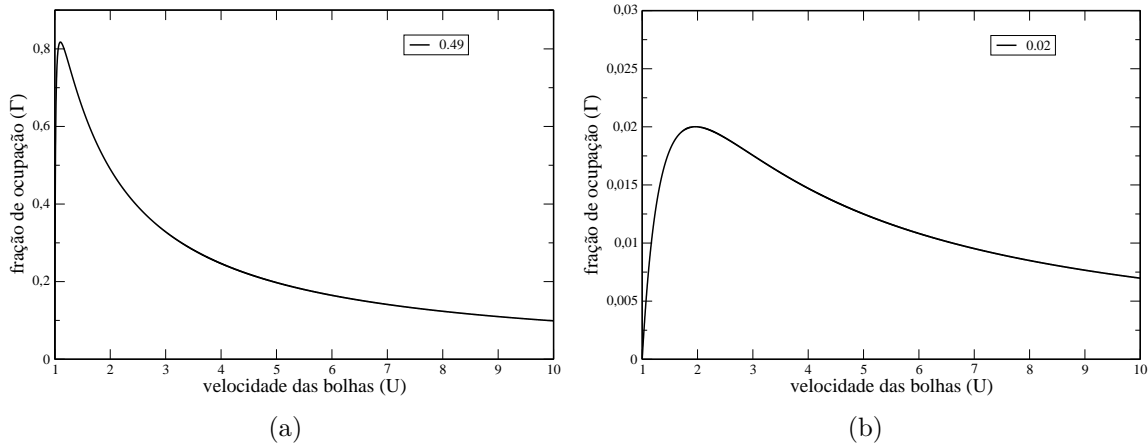 0,8
0,6
0,4
0,2
0
fração de ocupação (Γ)
0.49
1 2 3 4 5 6 7 8 9 10
velocidade das bolhas (U)
(a)
0,03
0,025
0,02
0,015
0,01
0,005
0
fração de ocupação (Γ)
0.02
1 2 3 4 5 6 7 8 9 10
velocidade das bolhas (U)
(b)